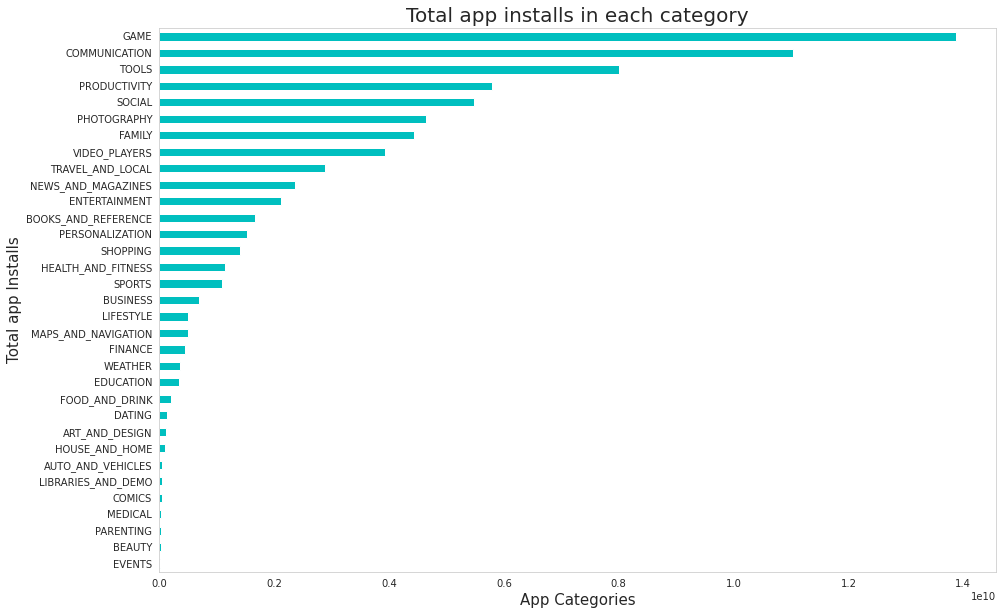 Total app installs in each category
GAME
COMMUNICATION
TOOLS
PRODUCTIVITY
SOCIAL
PHOTOGRAPHY
FAMILY
VIDEO_PLAYERS
TRAVEL_AND_LOCAL
NEWS_AND_MAGAZINES
ENTERTAINMENT
BOOKS_AND_REFERENCE
PERSONALIZATION
SHOPPING
HEALTH_AND_FITNESS
SPORTS
BUSINESS
LIFESTYLE
MAPS_AND_NAVIGATION
FINANCE
WEATHER
EDUCATION
FOOD_AND_DRINK
DATING
ART_AND_DESIGN
HOUSE_AND_HOME
AUTO_AND_VEHICLES
LIBRARIES_AND_DEMO
COMICS
MEDICAL
PARENTING
BEAUTY
EVENTS
Total app Installs
0.0 0.2 0.4 0.6 0.8 1.0 1.2 1.4
1e10
App Categories